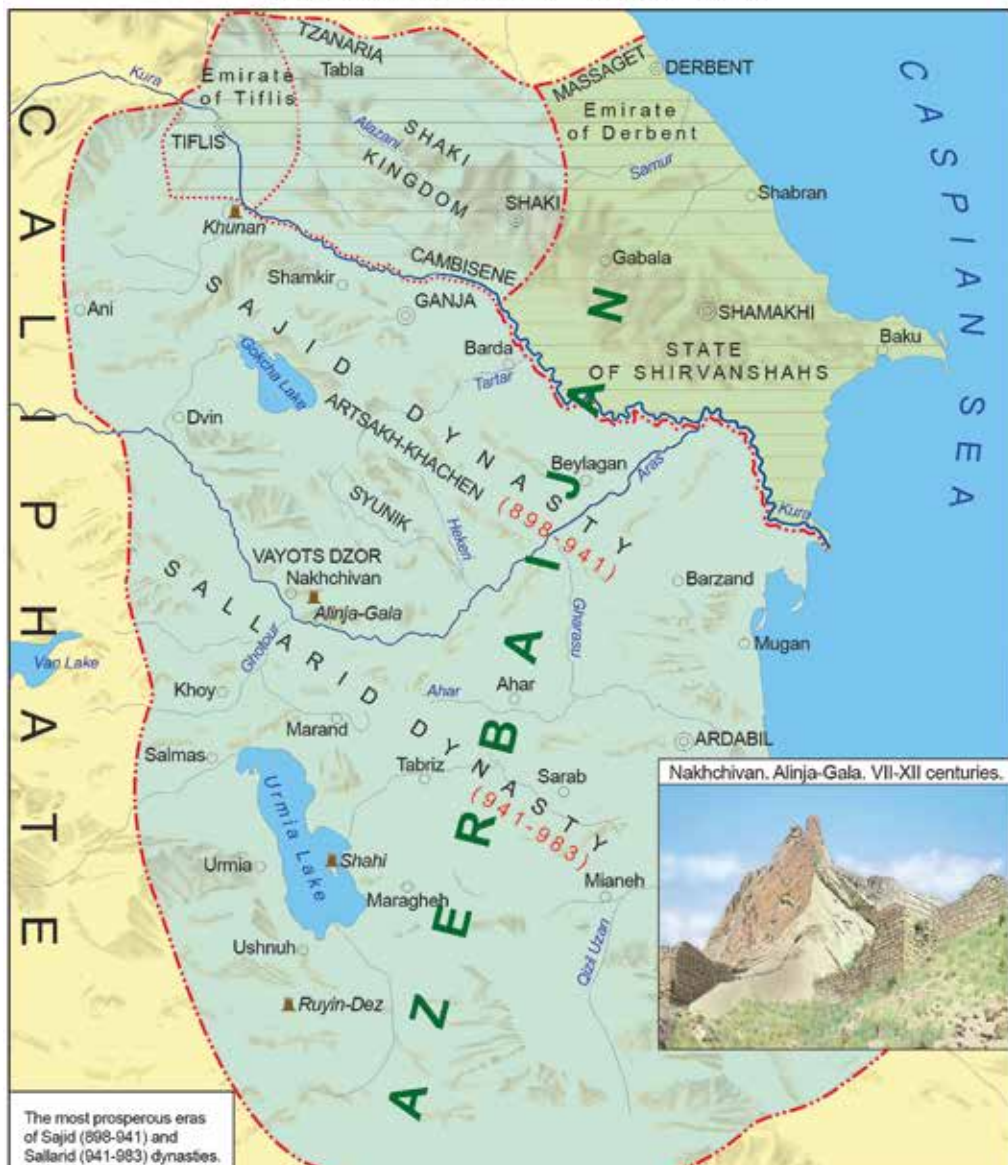 Kura
TZANARIA
Tabla
Emirate
of Tiflis
TIFLIS
Alazani
SHAKI
KINGDOM
SHAKI
MASSAGET
DERBENT
Emirate
of Derbent
Samur
Shabran
CASPIAN SEA
CALIPHATE
Khunan
CAMBISENE
Gabala
Shamkir
GANJA
SHAMAKHI
Ani
Baku
STATE
OF SHIRVANSHAHS
Barda
Tartar
Gokcha Lake
SAJID DYNASTY
(898-941)
Dvin
ARTSAKH-KHACHEN
Beylagan
Aras
SYUNIK
Heken
Kura
VAYOTS DZOR
Nakhchivan
Alinja-Gala
Barzand
SALLARID DYNASTY
(941-983)
Gharasu
Mugan
Ghotour
Van Lake
Khoy
Ahar
Ahar
Marand
ARDABIL
Salmas
Tabriz
Sarab
AZERBAIJAN
Urmia Lake
Nakhchivan. Alinja-Gala. VII-XII centuries.
Urmia
Shahi
Maragheh
Mianeh
Ushnuh
Qizil Uzan
Ruyin-Dez
The most prosperous eras
of Sajid (898-941) and
Sallarid (941-983) dynasties.